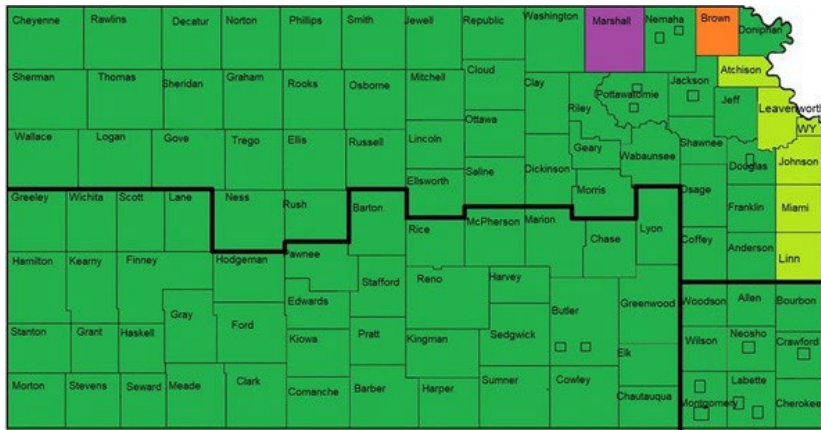 Cheyenne Rawlins Decatur Norton Phillips Smith Jewell Republic Washington Marshall Nemaha Brown Doniphan
Sherman Thomas Sheridan Graham Rooks Osborne Mitchell Cloud Clay Riley Pottawatomie Jackson Atchison
Jeff Leavenworth
WY
Wallace Logan Gove Trego Ellis Russell Lincoln Ottawa Geary Wabaunsee Shawnee Johnson
Ellsworth Saline Dickinson Morris Douglas
Greeley Wichita Scott Lane Ness Rush Barton Osage Franklin Miami
Rice McPherson Marion Chase Lyon Coffey Anderson Linn
Hamilton Kearny Finney Hodgeman Pawnee Stafford Reno Harvey Greenwood
Edwards Butler Woodson Allen Bourbon
Stanton Grant Haskell Gray Ford Kiowa Pratt Kingman Sedgwick Elk Wilson Neosho Crawford
Morton Stevens Seward Meade Clark Comanche Barber Harper Sumner Cowley Chautauqua Montgomery Labette Cherokee